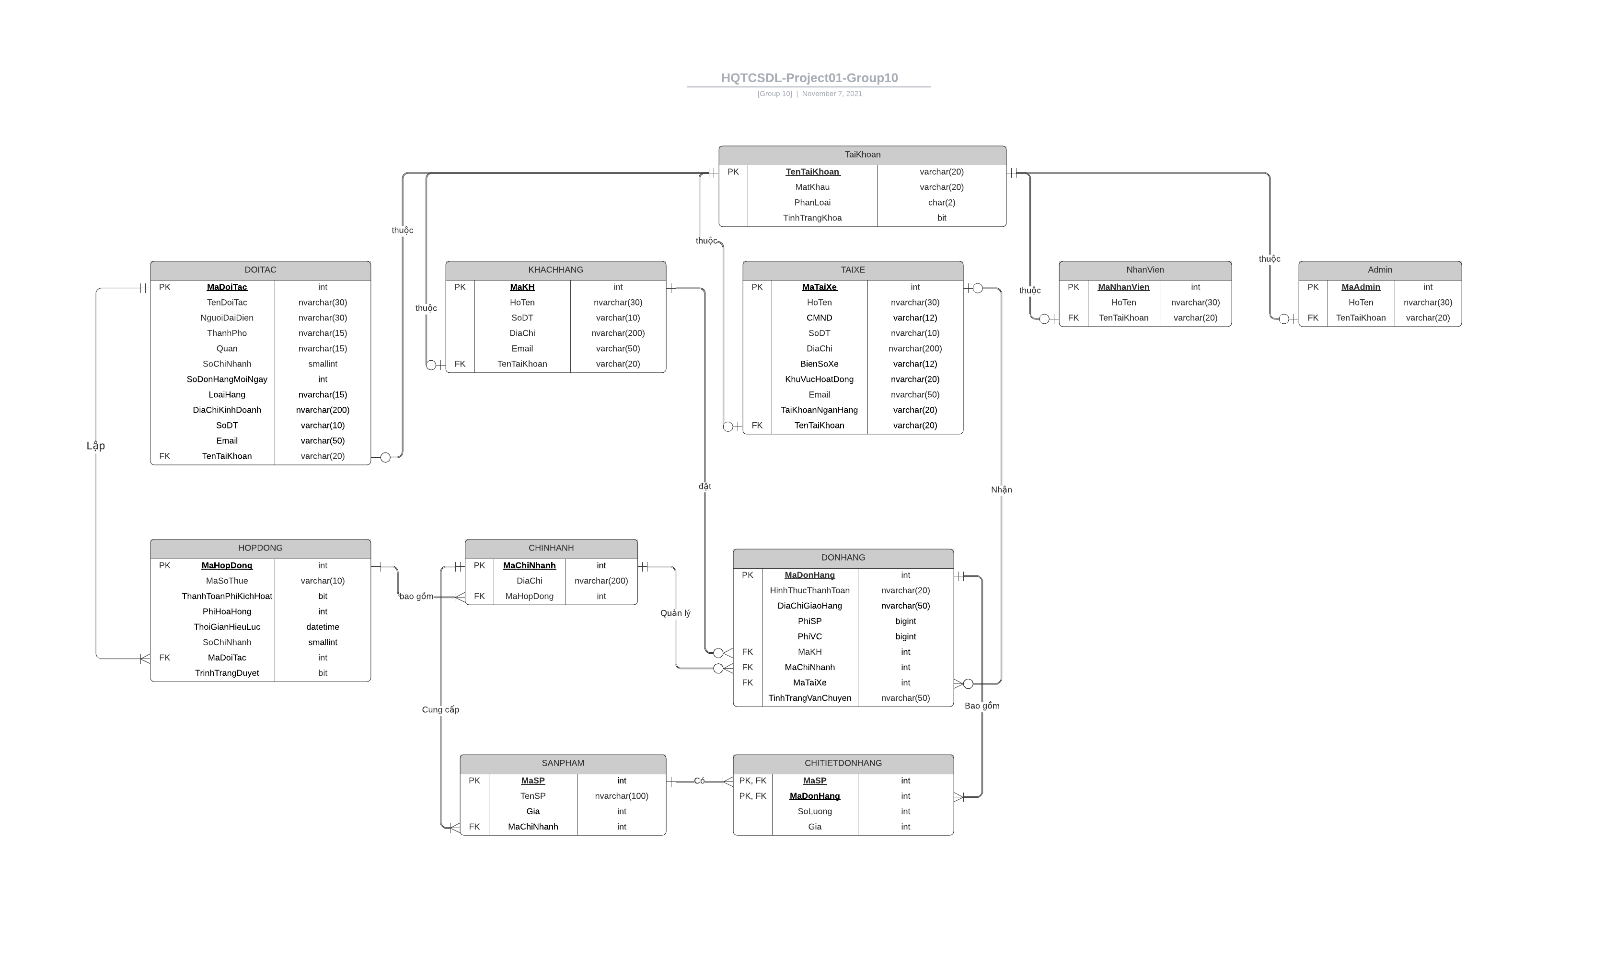 HQTCSDL-Project01-Group10
[Group 10] | November 7, 2021
TaiKhoan
PK TenTaiKhoan varchar(20)
MatKhau varchar(20)
PhanLoai char(2)
TinhTrangKhoa bit
thuộc
thuộc
thuộc
thuộc
thuộc
DOITAC
PK MaDoiTac int
TenDoiTac nvarchar(30)
NguoiDaiDien nvarchar(30)
ThanhPho nvarchar(15)
Quan nvarchar(15)
SoChiNhanh smallint
SoDonHangMoiNgay int
LoaiHang nvarchar(15)
DiaChiKinhDoanh nvarchar(200)
SoDT varchar(10)
Email varchar(50)
FK TenTaiKhoan varchar(20)
KHACHHANG
PK MaKH int
HoTen nvarchar(30)
SoDT varchar(10)
DiaChi nvarchar(200)
Email varchar(50)
FK TenTaiKhoan varchar(20)
TAIXE
PK MaTaiXe int
HoTen nvarchar(30)
CMND varchar(12)
SoDT nvarchar(10)
DiaChi nvarchar(200)
BienSoXe varchar(12)
KhuVucHoatDong nvarchar(20)
Email nvarchar(50)
TaiKhoanNganHang varchar(20)
FK TenTaiKhoan varchar(20)
NhanVien
PK MaNhanVien int
HoTen nvarchar(30)
FK TenTaiKhoan varchar(20)
Admin
PK MaAdmin int
HoTen nvarchar(30)
FK TenTaiKhoan varchar(20)
Lập
đặt
Nhận
HOPDONG
PK MaHopDong int
MaSoThue varchar(10)
ThanhToanPhiKichHoat bit
PhiHoaHong int
ThoiGianHieuLuc datetime
SoChiNhanh smallint
FK MaDoiTac int
TrinhTrangDuyet bit
bao gồm
CHINHANH
PK MaChiNhanh int
DiaChi nvarchar(200)
FK MaHopDong int
Quản lý
DONHANG
PK MaDonHang int
HinhThucThanhToan nvarchar(20)
DiaChiGiaoHang nvarchar(50)
PhiSP bigint
PhiVC bigint
FK MaKH int
FK MaChiNhanh int
FK MaTaiXe int
TinhTrangVanChuyen nvarchar(50)
Cung cấp
Bao gồm
SANPHAM
PK MaSP int
TenSP nvarchar(100)
Gia int
FK MaChiNhanh int
Có
CHITIETDONHANG
PK, FK MaSP int
PK, FK MaDonHang int
SoLuong int
Gia int